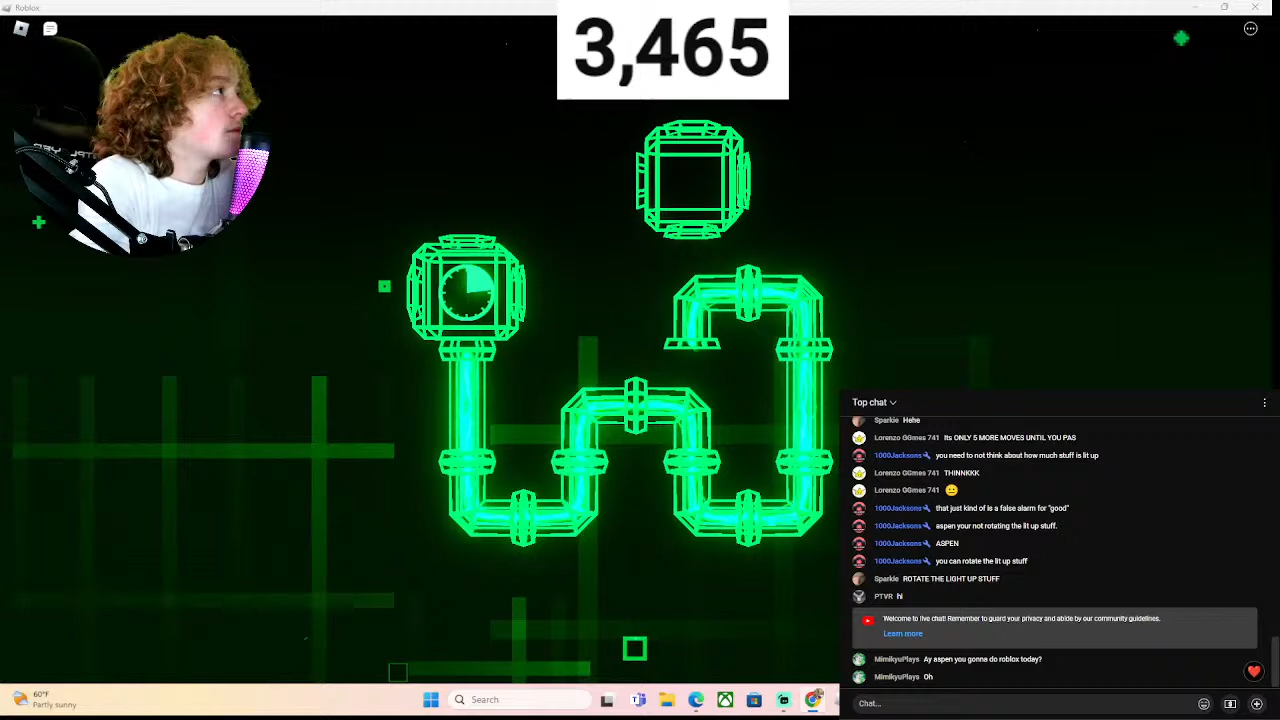 Roblox
3,465
Top chat
Sparkie Hehe
Lorenzo GGmes 741 Its ONLY 5 MORE MOVES UNTIL YOU PAS
1000Jacksons you need to not think about how much stuff is lit up
Lorenzo GGmes 741 THINNKKK
Lorenzo GGmes 741 😐
1000Jacksons that just kind of is a false alarm for "good"
1000Jacksons aspen your not rotating the lit up stuff.
1000Jacksons ASPEN
1000Jacksons you can rotate the lit up stuff
Sparkie ROTATE THE LIGHT UP STUFF
PTVR hi
Welcome to live chat! Remember to guard your privacy and abide by our community guidelines.
Learn more
MimikyuPlays Ay aspen you gonna do roblox today?
MimikyuPlays Oh
Chat...
60°F
Partly sunny
Search